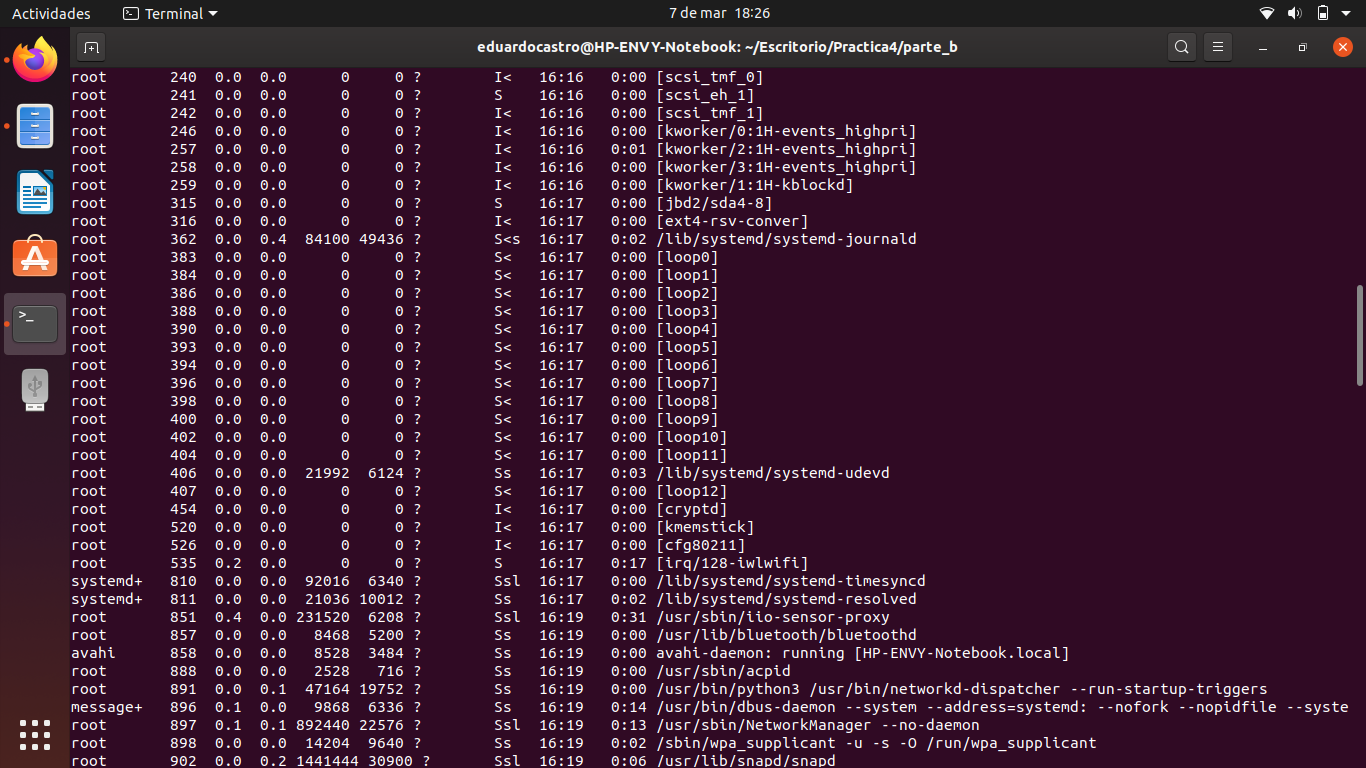 Actividades
Terminal
7 de mar 18:26
eduardocastro@HP-ENVY-Notebook: ~/Escritorio/Practica4/parte_b
root 240 0.0 0.0 0 0 ? I< 16:16 0:00 [scsi_tmf_0]
root 241 0.0 0.0 0 0 ? S 16:16 0:00 [scsi_eh_1]
root 242 0.0 0.0 0 0 ? I< 16:16 0:00 [scsi_tmf_1]
root 246 0.0 0.0 0 0 ? I< 16:16 0:00 [kworker/0:1H-events_highpri]
root 257 0.0 0.0 0 0 ? I< 16:16 0:01 [kworker/2:1H-events_highpri]
root 258 0.0 0.0 0 0 ? I< 16:16 0:00 [kworker/3:1H-events_highpri]
root 259 0.0 0.0 0 0 ? I< 16:16 0:00 [kworker/1:1H-kblockd]
root 315 0.0 0.0 0 0 ? S 16:17 0:00 [jbd2/sda4-8]
root 316 0.0 0.0 0 0 ? I< 16:17 0:00 [ext4-rsv-conver]
root 362 0.0 0.4 84100 49436 ? S<s 16:17 0:02 /lib/systemd/systemd-journald
root 383 0.0 0.0 0 0 ? S< 16:17 0:00 [loop0]
root 384 0.0 0.0 0 0 ? S< 16:17 0:00 [loop1]
root 386 0.0 0.0 0 0 ? S< 16:17 0:00 [loop2]
root 388 0.0 0.0 0 0 ? S< 16:17 0:00 [loop3]
root 390 0.0 0.0 0 0 ? S< 16:17 0:00 [loop4]
root 393 0.0 0.0 0 0 ? S< 16:17 0:00 [loop5]
root 394 0.0 0.0 0 0 ? S< 16:17 0:00 [loop6]
root 396 0.0 0.0 0 0 ? S< 16:17 0:00 [loop7]
root 398 0.0 0.0 0 0 ? S< 16:17 0:00 [loop8]
root 400 0.0 0.0 0 0 ? S< 16:17 0:00 [loop9]
root 402 0.0 0.0 0 0 ? S< 16:17 0:00 [loop10]
root 404 0.0 0.0 0 0 ? S< 16:17 0:00 [loop11]
root 406 0.0 0.0 21992 6124 ? Ss 16:17 0:03 /lib/systemd/systemd-udevd
root 407 0.0 0.0 0 0 ? S< 16:17 0:00 [loop12]
root 454 0.0 0.0 0 0 ? I< 16:17 0:00 [cryptd]
root 520 0.0 0.0 0 0 ? I< 16:17 0:00 [kmemstick]
root 526 0.0 0.0 0 0 ? I< 16:17 0:00 [cfg80211]
root 535 0.2 0.0 0 0 ? S 16:17 0:17 [irq/128-iwlwifi]
systemd+ 810 0.0 0.0 92016 6340 ? Ssl 16:17 0:00 /lib/systemd/systemd-timesyncd
systemd+ 811 0.0 0.0 21036 10012 ? Ss 16:17 0:02 /lib/systemd/systemd-resolved
root 851 0.4 0.0 231520 6208 ? Ssl 16:19 0:31 /usr/sbin/iio-sensor-proxy
root 857 0.0 0.0 8468 5200 ? Ss 16:19 0:00 /usr/lib/bluetooth/bluetoothd
avahi 858 0.0 0.0 8528 3484 ? Ss 16:19 0:00 avahi-daemon: running [HP-ENVY-Notebook.local]
root 888 0.0 0.0 2528 716 ? Ss 16:19 0:00 /usr/sbin/acpid
root 891 0.0 0.1 47164 19752 ? Ss 16:19 0:00 /usr/bin/python3 /usr/bin/networkd-dispatcher --run-startup-triggers
message+ 896 0.1 0.0 9868 6336 ? Ss 16:19 0:14 /usr/bin/dbus-daemon --system --address=systemd: --nofork --nopidfile --syste
root 897 0.1 0.1 892440 22576 ? Ssl 16:19 0:13 /usr/sbin/NetworkManager --no-daemon
root 898 0.0 0.0 14204 9640 ? Ss 16:19 0:02 /sbin/wpa_supplicant -u -s -O /run/wpa_supplicant
root 902 0.0 0.2 1441444 30900 ? Ssl 16:19 0:06 /usr/lib/snapd/snapd